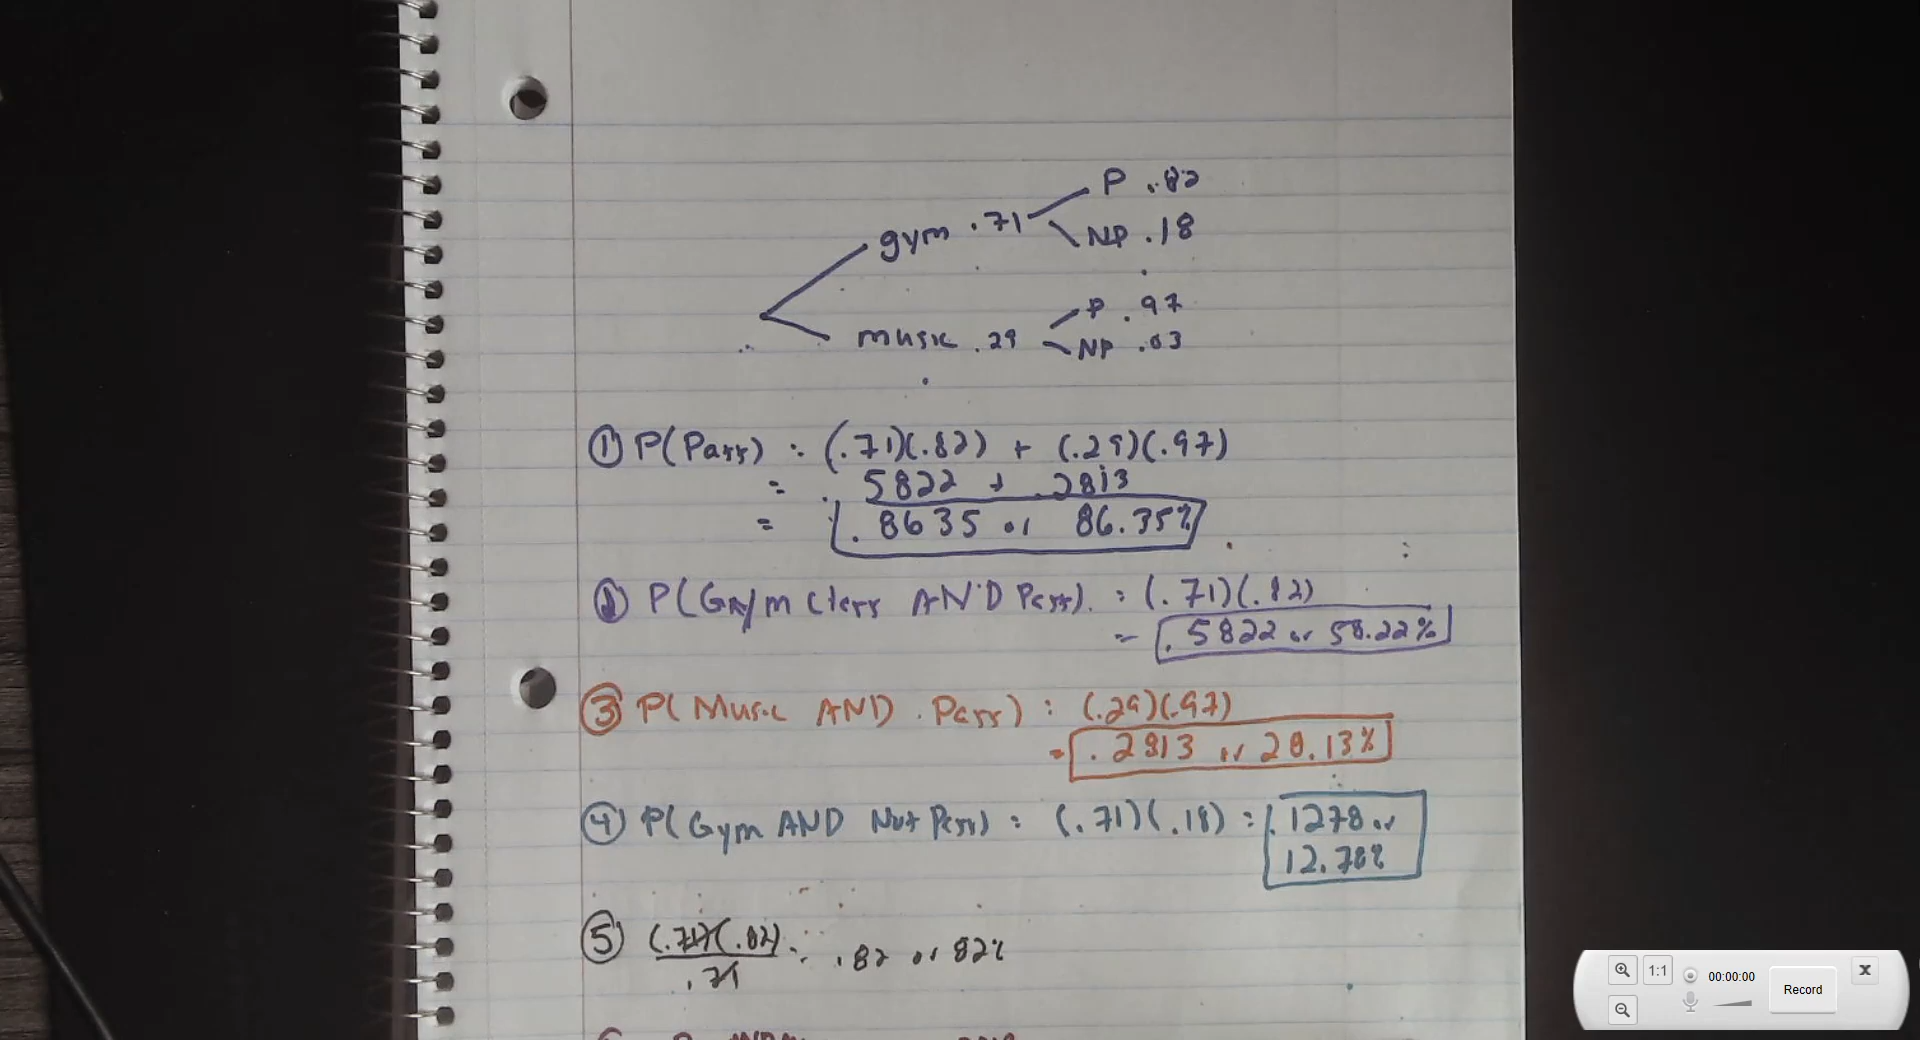 gym .71 P .82
NP .18
music .29 P .97
NP .03
① P(Pass) = (.71)(.82) + (.29)(.97)
= .5822 + .2813
= .8635 or 86.35%
② P(Gym Class AND Pass) = (.71)(.82)
= .5822 or 58.22%
③ P(Music AND Pass) = (.29)(.97)
= .2813 or 28.13%
④ P(Gym AND Not Pass) = (.71)(.18) = .1278 or
12.78%
⑤ (.71)(.82)
.71
= .82 or 82%
1:1
00:00:00
Record
X